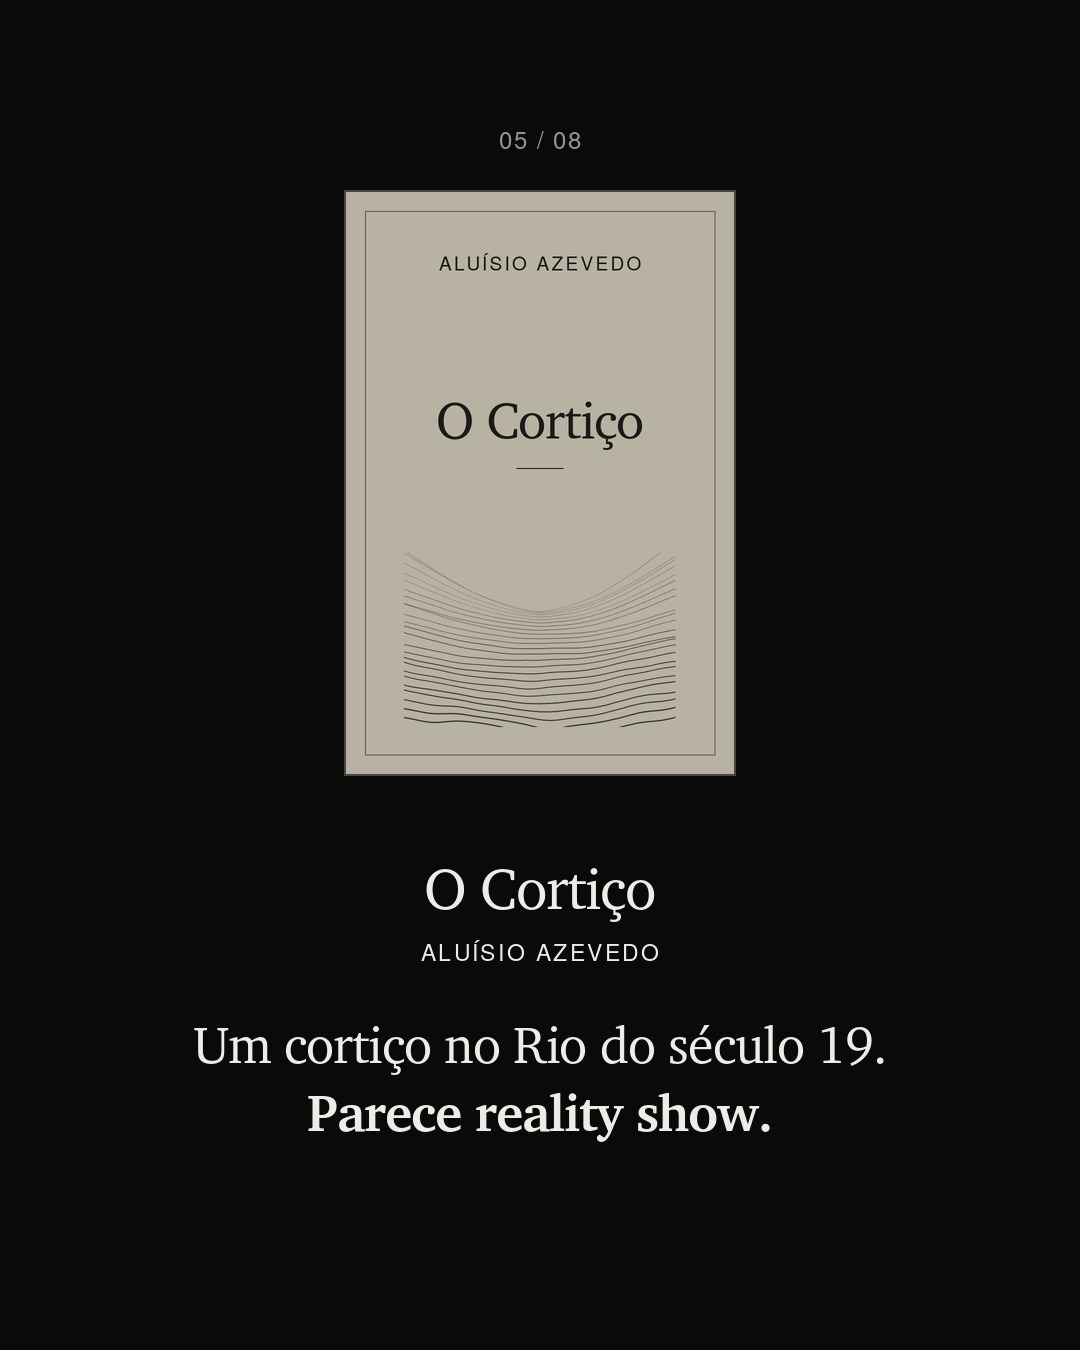 05 / 08
ALUÍSIO AZEVEDO
O Cortiço
O Cortiço
ALUÍSIO AZEVEDO
Um cortiço no Rio do século 19.
Parece reality show.